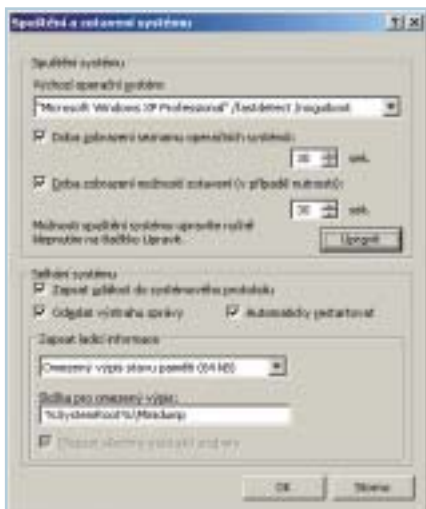 Spuštění a zotavení systému
Spuštění systému
Výchozí operační systém:
"Microsoft Windows XP Professional" /fastdetect /noguiboot
Doba zobrazení seznamu operačních systémů:
30 sek.
Doba zobrazení možností zotavení (v případě nutnosti):
30 sek.
Možnosti spuštění systému upravíte ručně
klepnutím na tlačítko Upravit.
Upravit
Selhání systému
Zapsat událost do systémového protokolu
Odeslat výstrahu správy
Automaticky restartovat
Zapsat ladicí informace
Omezený výpis stavu paměti (64 kB)
Složka pro omezený výpis:
%SystemRoot%\Minidump
OK
Storno